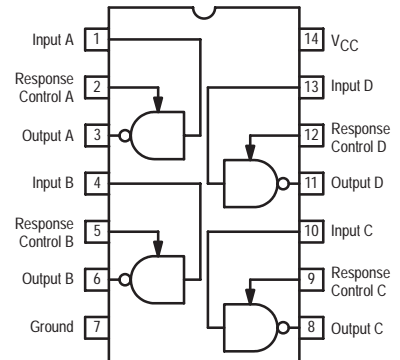 Input A 1
Response
Control A 2
Output A 3
Input B 4
Response
Control B 5
Output B 6
Ground 7
14 VCC
13 Input D
12 Response
Control D
11 Output D
10 Input C
9 Response
Control C
8 Output C